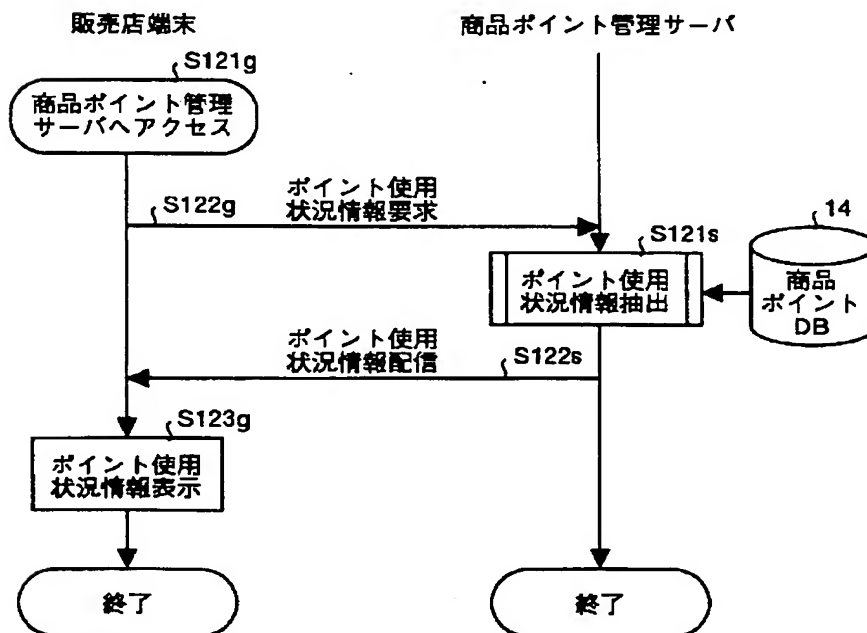 販売店端末
商品ポイント管理サーバ
S121g
商品ポイント管理
サーバへアクセス
S122g
ポイント使用
状況情報要求
S121s
14
ポイント使用
状況情報抽出
商品
ポイント
DB
ポイント使用
状況情報配信
S122s
S123g
ポイント使用
状況情報表示
終了
終了